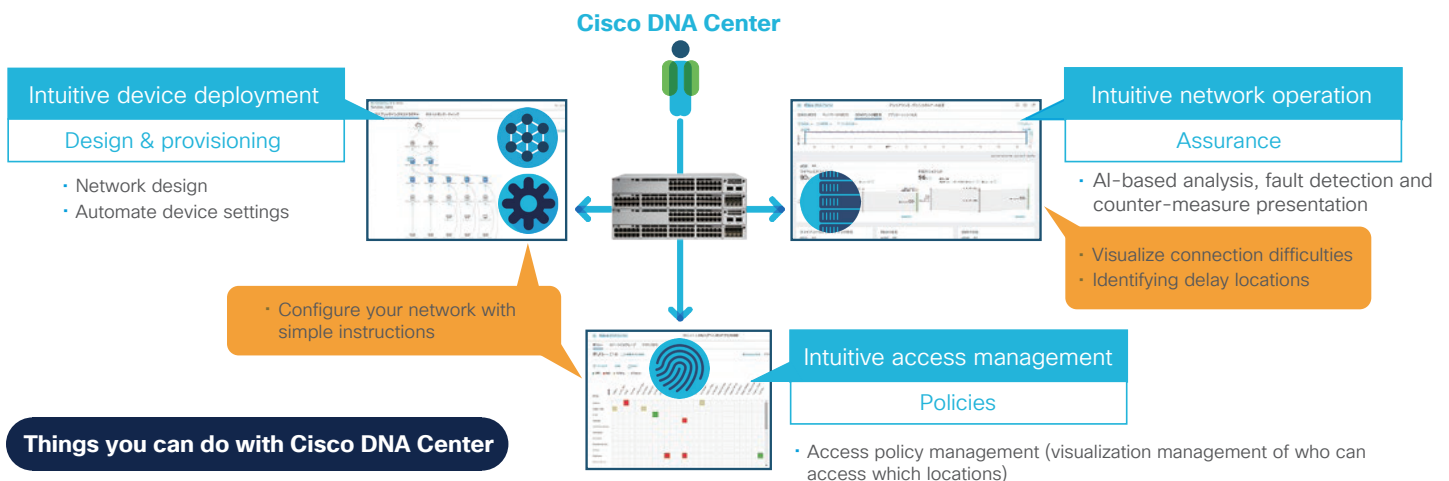 Cisco DNA Center
Intuitive device deployment
Design & provisioning
· Network design
· Automate device settings
· Configure your network with
simple instructions
Intuitive network operation
Assurance
· AI-based analysis, fault detection and
counter-measure presentation
· Visualize connection difficulties
· Identifying delay locations
Intuitive access management
Policies
· Access policy management (visualization management of who can
access which locations)
Things you can do with Cisco DNA Center